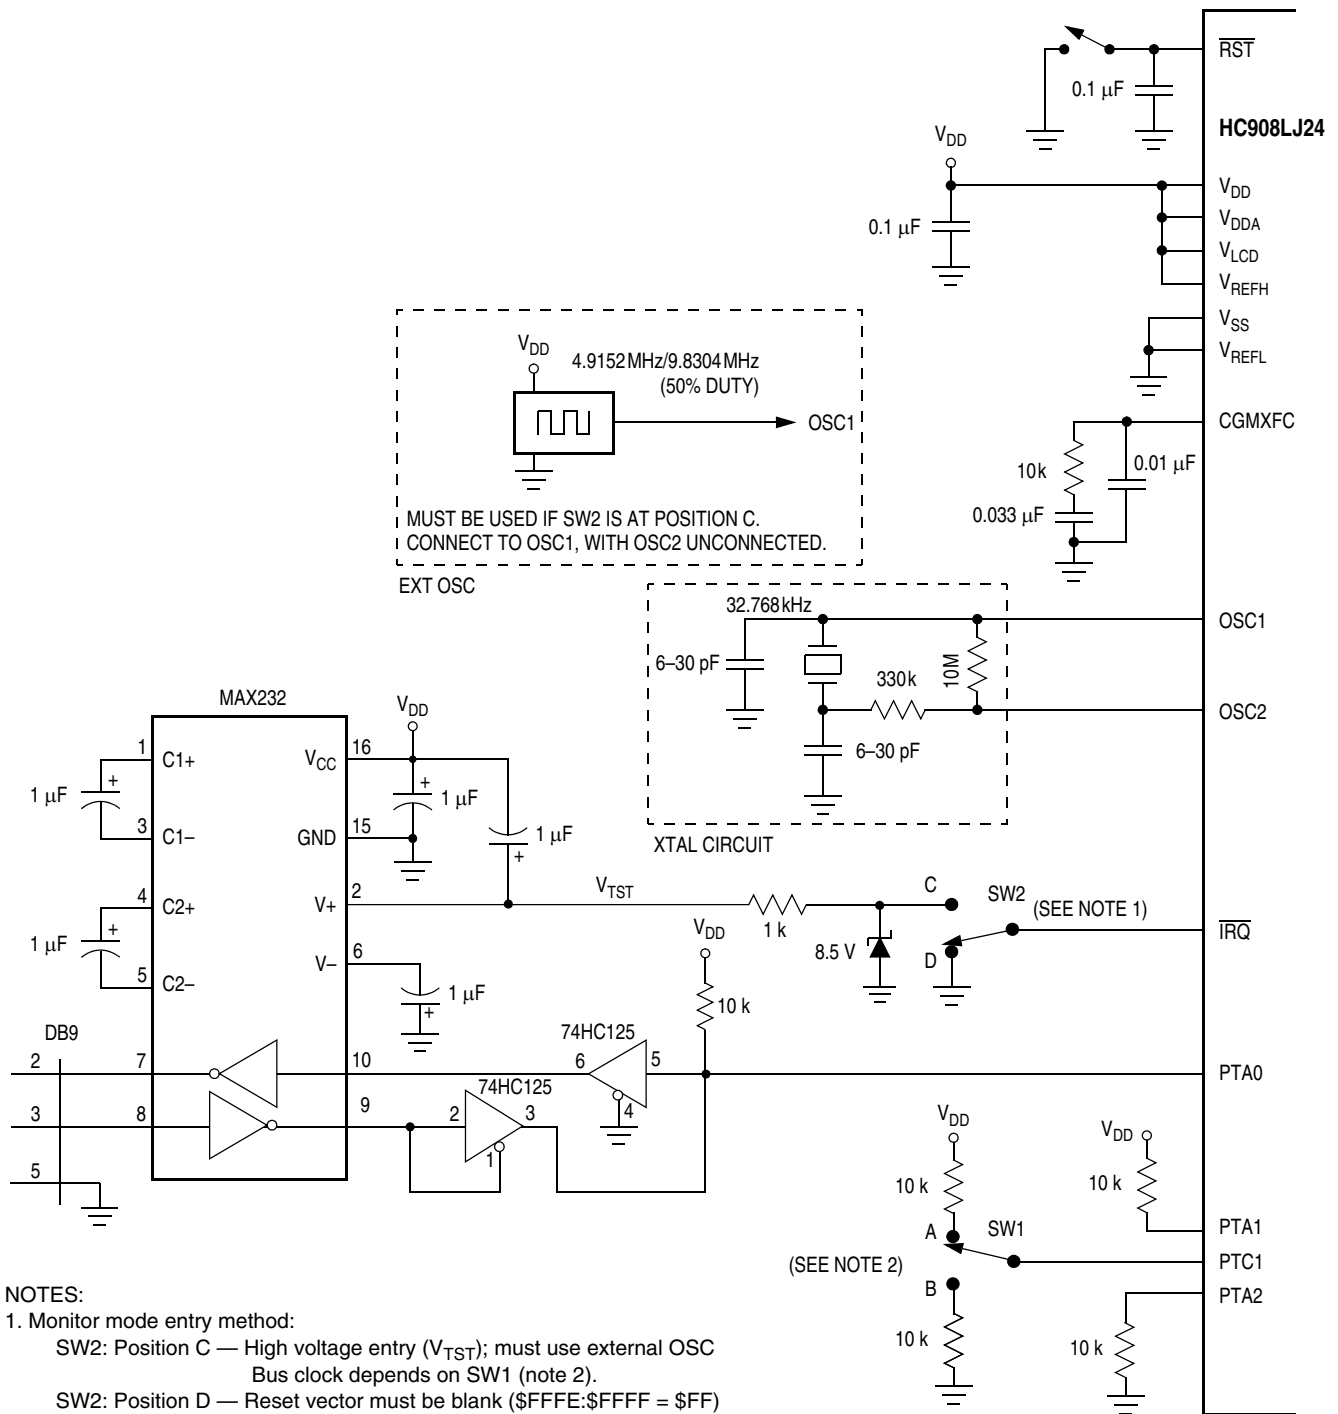 RST
0.1 µF
HC908LJ24
VDD
VDD
0.1 µF
VDDA
VLCD
VREFH
VSS
VREFL
VDD
4.9152MHz/9.8304MHz
(50% DUTY)
OSC1
MUST BE USED IF SW2 IS AT POSITION C.
CONNECT TO OSC1, WITH OSC2 UNCONNECTED.
EXT OSC
CGMXFC
10k
0.01 µF
0.033 µF
32.768kHz
OSC1
6–30 pF
330k
10M
OSC2
6–30 pF
XTAL CIRCUIT
MAX232
VDD
1
C1+
VCC
16
1 µF
+
+
1 µF
3
C1–
GND
15
1 µF
+
4
C2+
V+
2
VTST
1 k
C
SW2
(SEE NOTE 1)
IRQ
8.5 V
D
1 µF
+
V–
6
5
C2–
1 µF
+
VDD
10 k
DB9
2
7
10
74HC125
6
5
4
PTA0
3
8
9
74HC125
2
3
1
5
VDD
VDD
10 k
10 k
A
SW1
PTA1
(SEE NOTE 2)
PTC1
B
PTA2
10 k
10 k
NOTES:
1. Monitor mode entry method:
SW2: Position C — High voltage entry (VTST); must use external OSC
Bus clock depends on SW1 (note 2).
SW2: Position D — Reset vector must be blank ($FFFE:$FFFF = $FF)